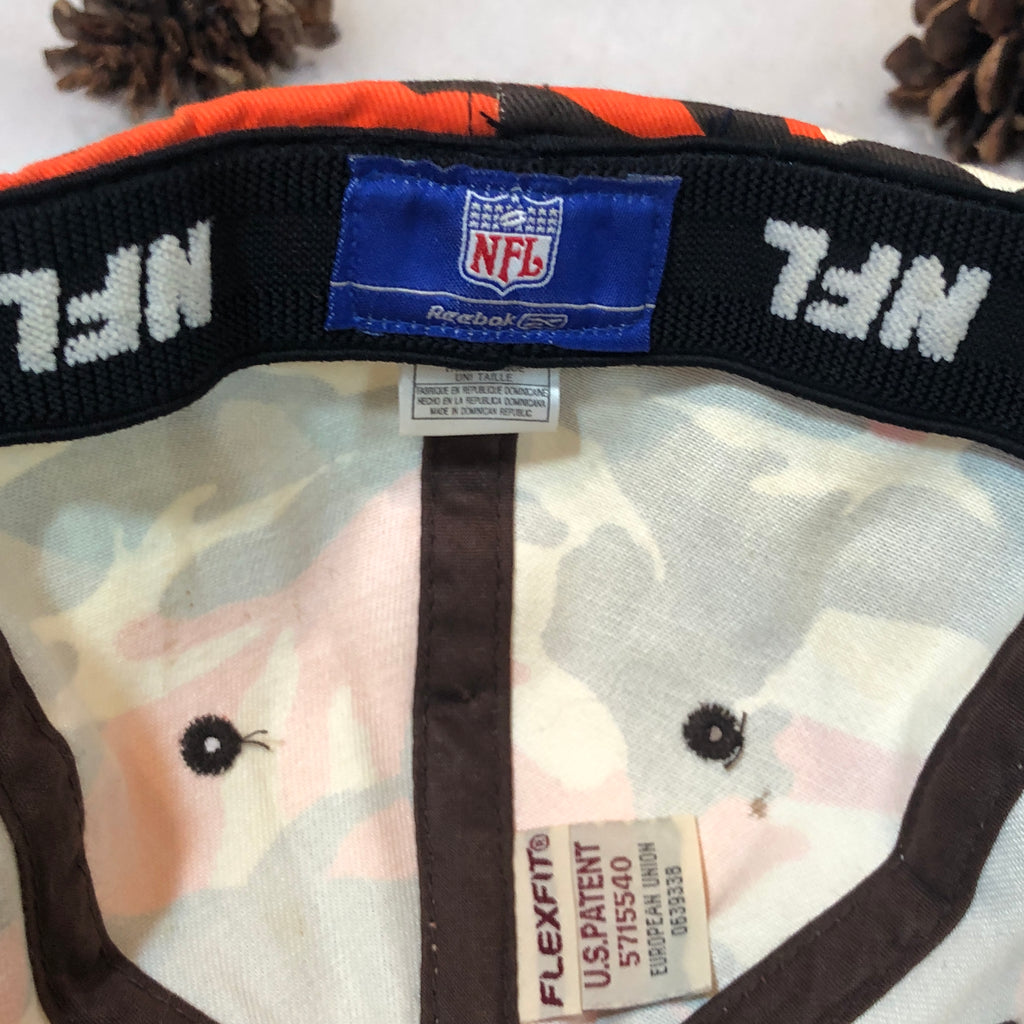 NFL
NFL
Reebok
NFL
UNI TAILLE
FABRIQUE EN REPUBLIQUE DOMINICAINE
HECHO EN LA REPUBLICA DOMINICANA
MADE IN DOMINICAN REPUBLIC
FLEXFIT®
U.S.PATENT
5715540
EUROPEAN UNION
0639338